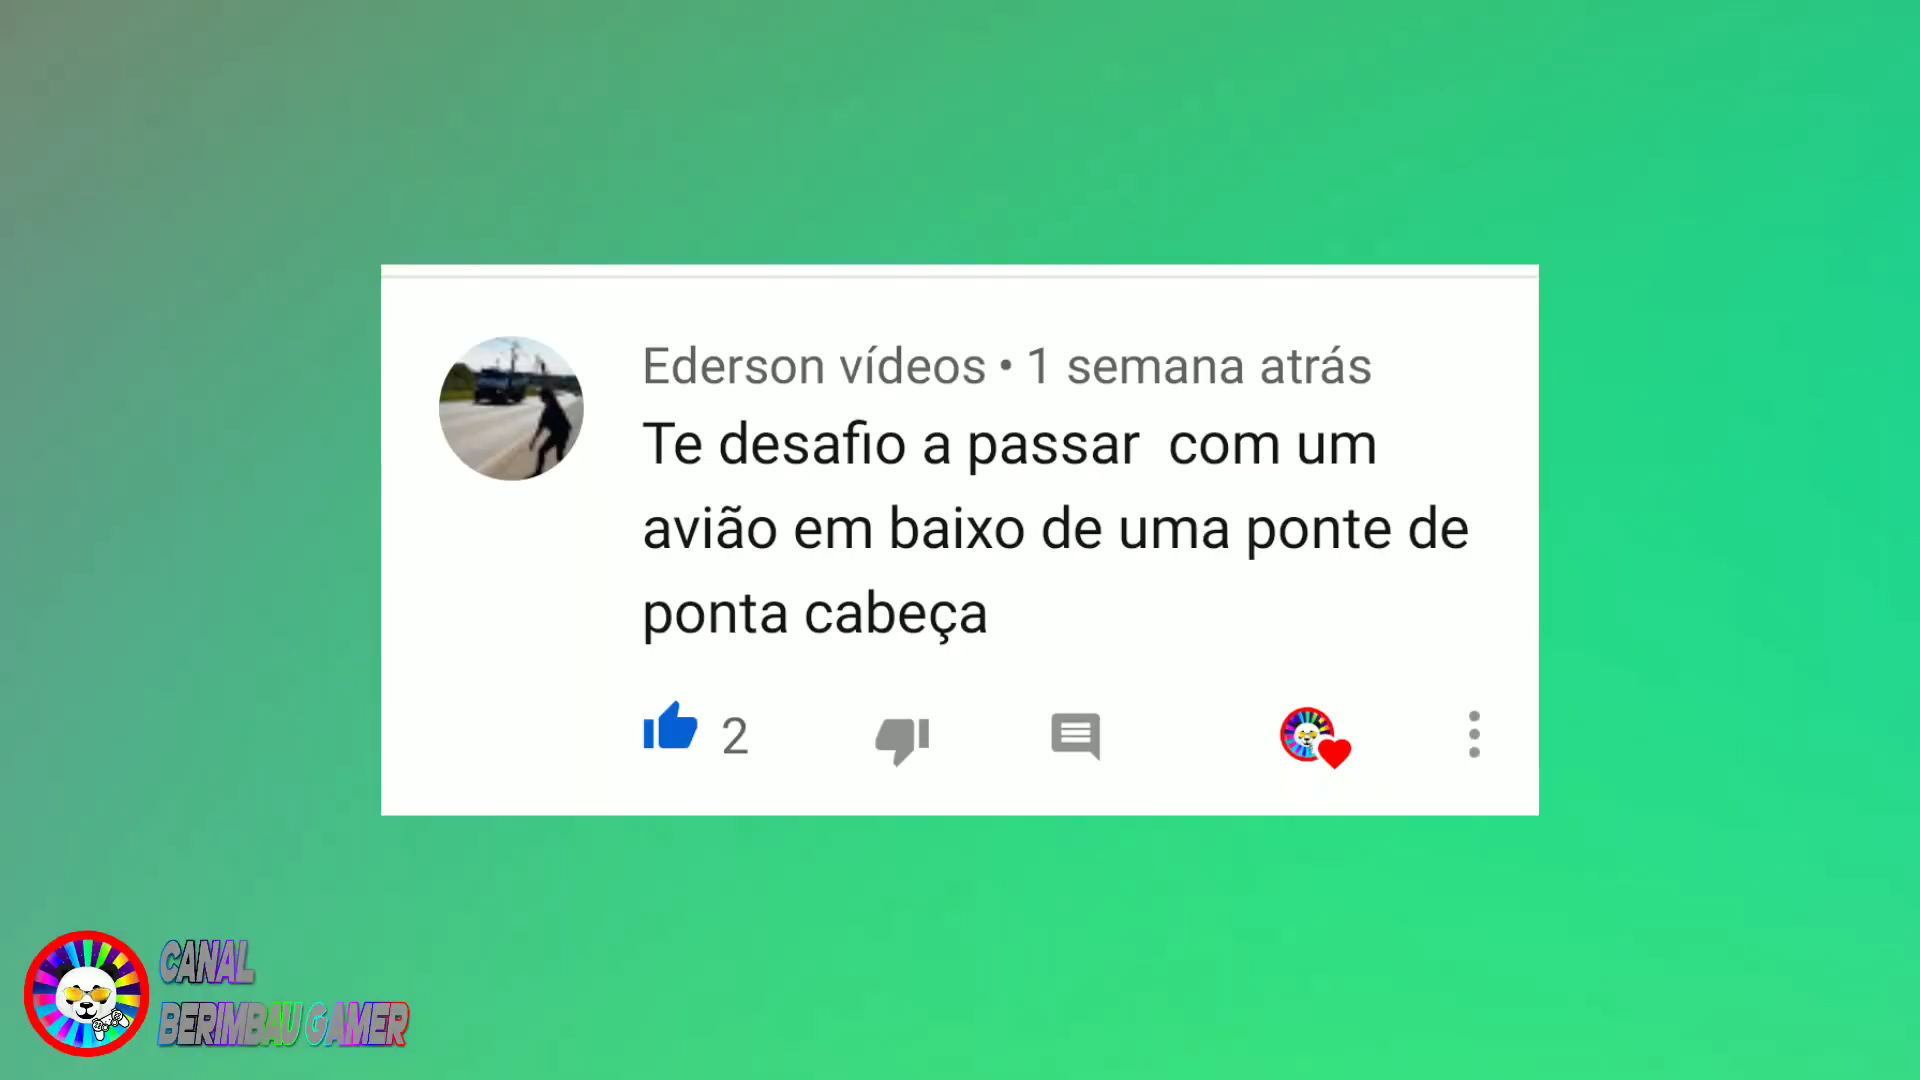 Ederson vídeos • 1 semana atrás
Te desafio a passar  com um
avião em baixo de uma ponte de
ponta cabeça
2
CANAL
BERIMBAU GAMER